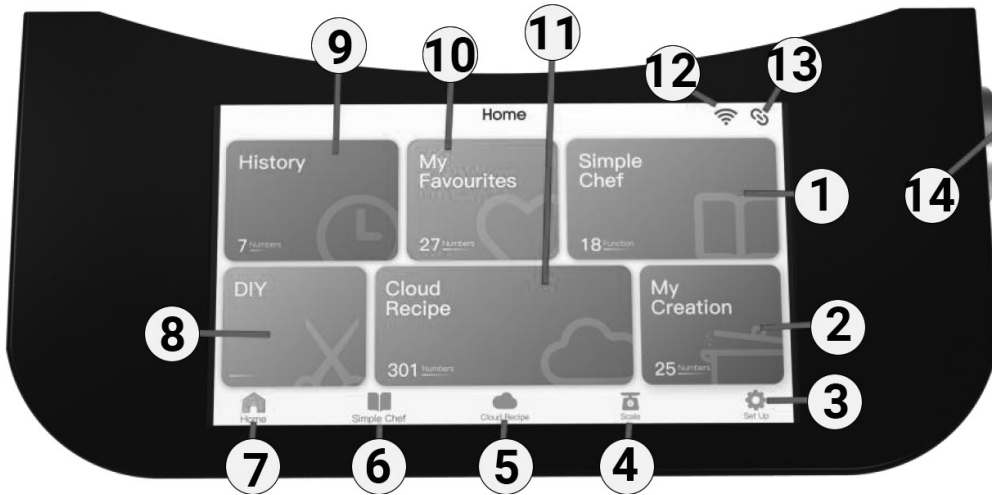 9
10
11
12
13
Home
History
7 Numbers
My
Favourites
27 Numbers
Simple
Chef
18 Function
1
14
DIY
Cloud
Recipe
301 Numbers
My
Creation
25 Numbers
8
2
Home
Simple Chef
Cloud Recipe
Scale
Set Up
3
7
6
5
4